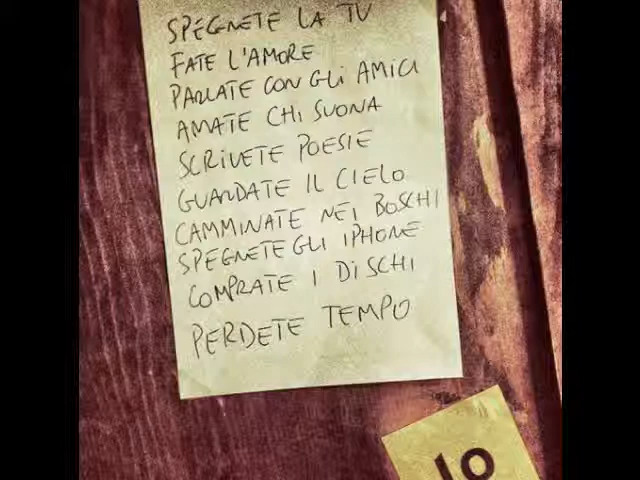 SPEGNETE LA TV
FATE L'AMORE
PARLATE CON GLI AMICI
AMATE CHI SUONA
SCRIVETE POESIE
GUARDATE IL CIELO
CAMMINATE NEI BOSCHI
SPEGNETE GLI IPHONE
COMPRATE I DISCHI
PERDETE TEMPO
10